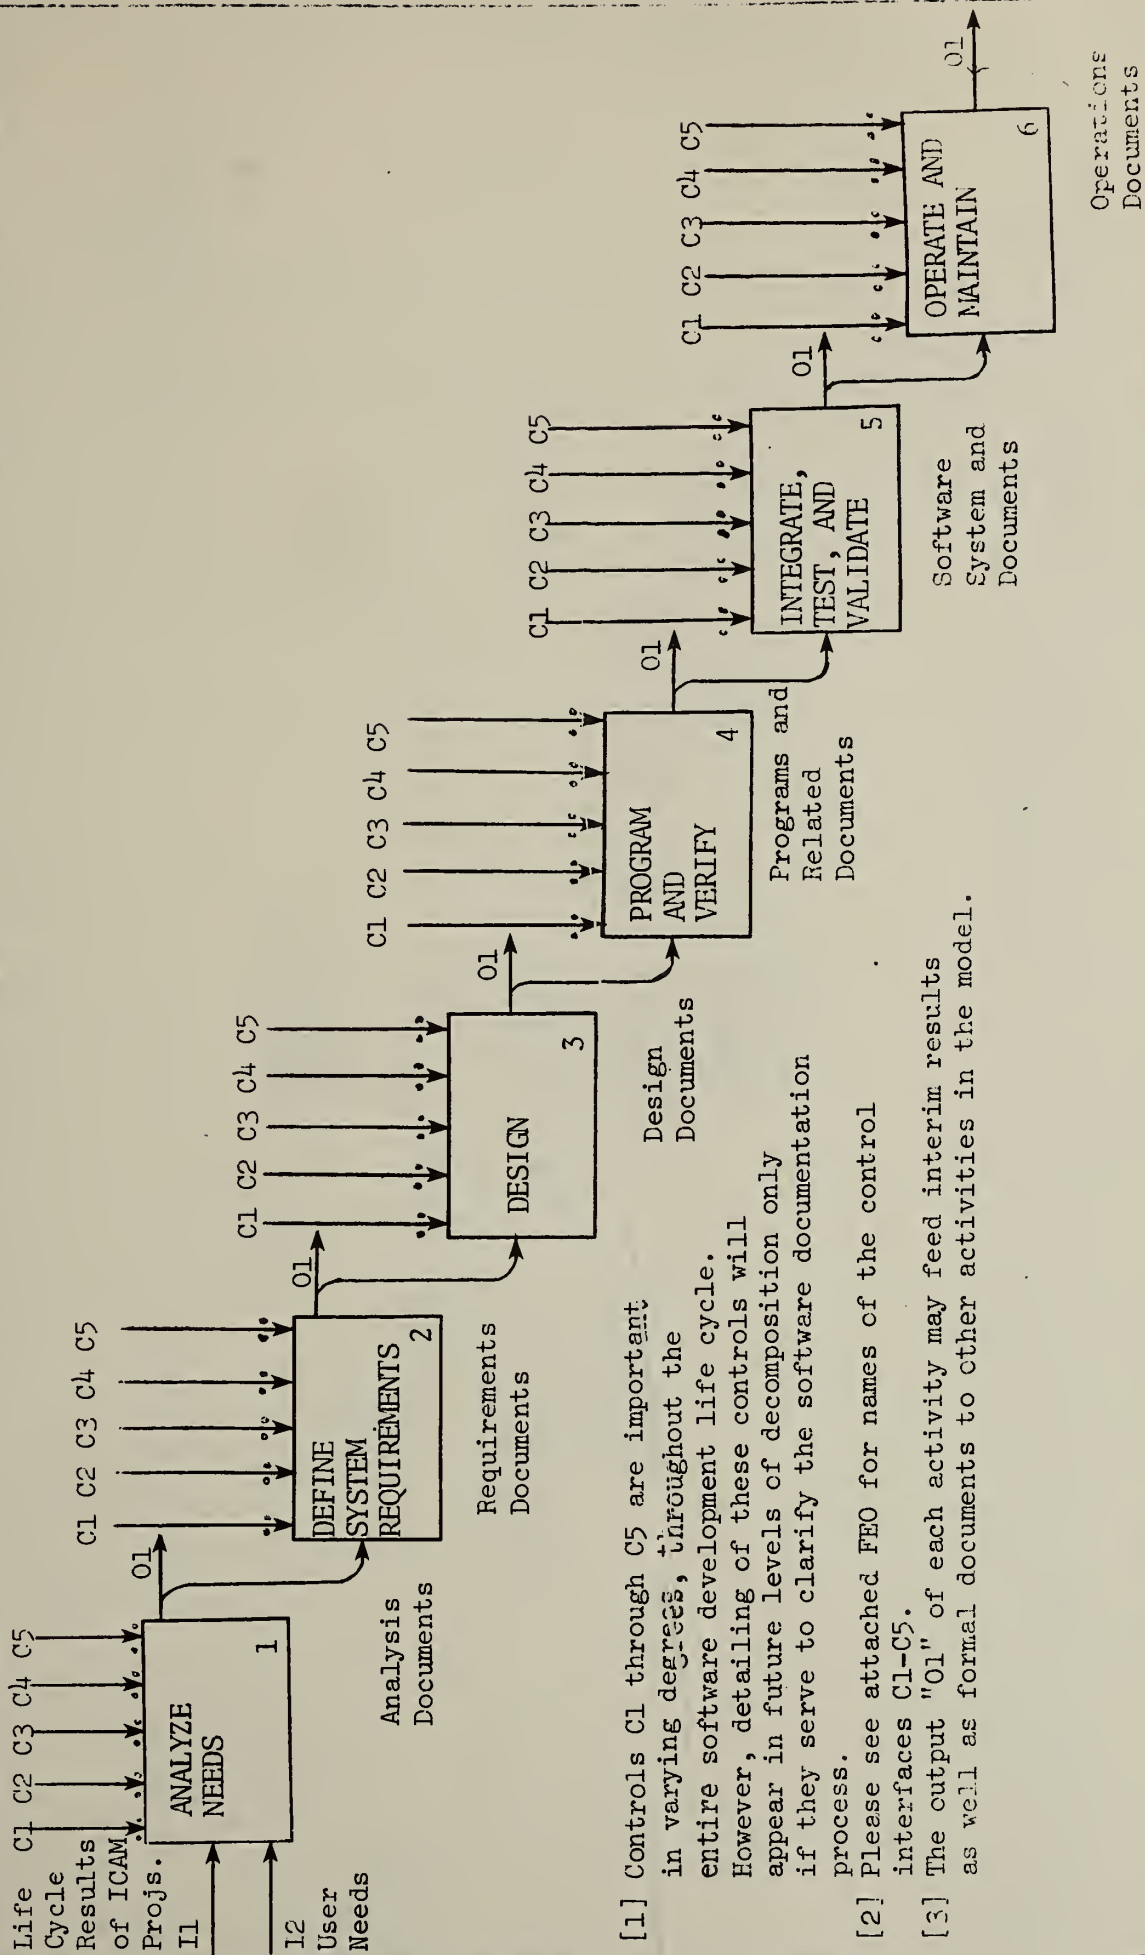 Life
Cycle
Results
of ICAM
Projs.
I1
I2
User
Needs
C1 C2 C3 C4 C5
ANALYZE
NEEDS
1
O1
Analysis
Documents
C1 C2 C3 C4 C5
DEFINE
SYSTEM
REQUIREMENTS
2
O1
Requirements
Documents
C1 C2 C3 C4 C5
DESIGN
3
O1
Design
Documents
C1 C2 C3 C4 C5
PROGRAM
AND
VERIFY
4
O1
Programs and
Related
Documents
C1 C2 C3 C4 C5
INTEGRATE,
TEST, AND
VALIDATE
5
O1
Software
System and
Documents
C1 C2 C3 C4 C5
OPERATE AND
MAINTAIN
6
O1
Operations
Documents
[1] Controls C1 through C5 are important
in varying degrees, throughout the
entire software development life cycle.
However, detailing of these controls will
appear in future levels of decomposition only
if they serve to clarify the software documentation
process.
[2] Please see attached FEO for names of the control
interfaces C1-C5.
[3] The output "O1" of each activity may feed interim results
as well as formal documents to other activities in the model.